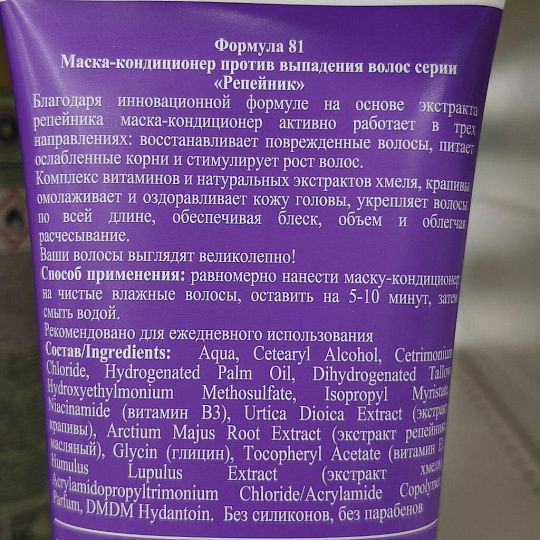 Формула 81
Маска-кондиционер против выпадения волос серии
«Репейник»
Благодаря инновационной формуле на основе экстракта
репейника маска-кондиционер активно работает в трех
направлениях: восстанавливает поврежденные волосы, питает
ослабленные корни и стимулирует рост волос.
Комплекс витаминов и натуральных экстрактов хмеля, крапивы
омолаживает и оздоравливает кожу головы, укрепляет волосы
по всей длине, обеспечивая блеск, объем и облегчая
расчесывание.
Ваши волосы выглядят великолепно!
Способ применения: равномерно нанести маску-кондиционер
на чистые влажные волосы, оставить на 5-10 минут, затем
смыть водой.
Рекомендовано для ежедневного использования
Состав/Ingredients: Aqua, Cetearyl Alcohol, Cetrimonium
Chloride, Hydrogenated Palm Oil, Dihydrogenated Tallow
Hydroxyethylmonium Methosulfate, Isopropyl Myristate,
Niacinamide (витамин В3), Urtica Dioica Extract (экстракт
крапивы), Arctium Majus Root Extract (экстракт репейника
масляный), Glycin (глицин), Tocopheryl Acetate (витамин Е),
Humulus Lupulus Extract (экстракт хмеля),
Acrylamidopropyltrimonium Chloride/Acrylamide Copolymer,
Parfum, DMDM Hydantoin. Без силиконов, без парабенов